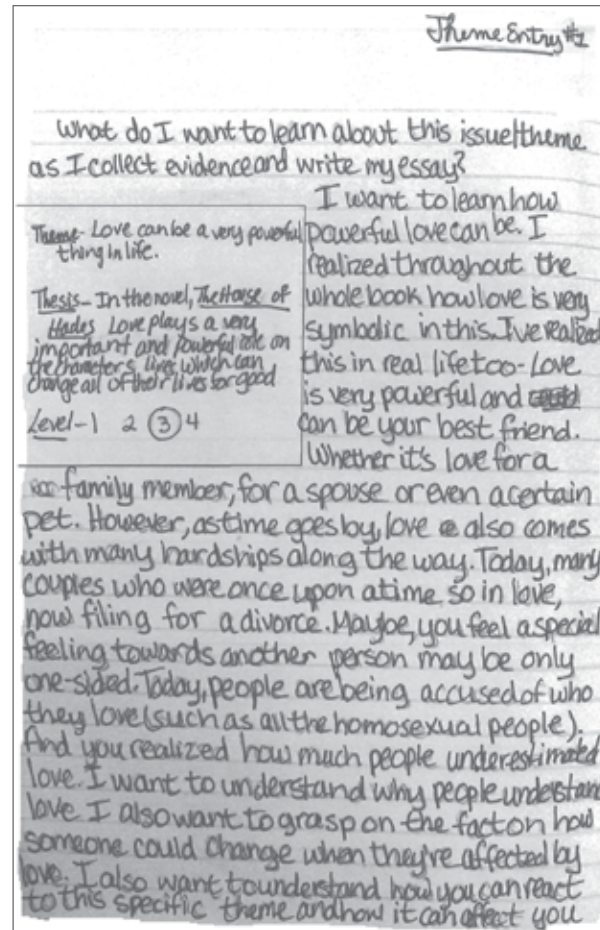 Theme Entry #1
What do I want to learn about this issue/theme
as I collect evidence and write my essay?
Theme- Love can be a very powerful
thing in life.
Thesis- In the novel, The House of
Hades Love plays a very
important and powerful role on
the character's lives which can
change all of their lives for good
Level-1 2 3 4
I want to learn how
powerful love can be. I
realized throughout the
whole book how love is very
symbolic in this. I've realized
this in real life too- Love
is very powerful and
can be your best friend.
Whether it's love for a
family member, for a spouse or even a certain
pet. However, as time goes by, love also comes
with many hardships along the way. Today, many
couples who were once upon a time so in love,
now filing for a divorce. Maybe, you feel a special
feeling towards another person may be only
one-sided. Today, people are being accused of who
they love (such as all the homosexual people).
And you realized how much people underestimated
love. I want to understand why people understand
love. I also want to grasp on the fact on how
someone could change when they're affected by
love. I also want to understand how you can react
to this specific theme and how it can affect you